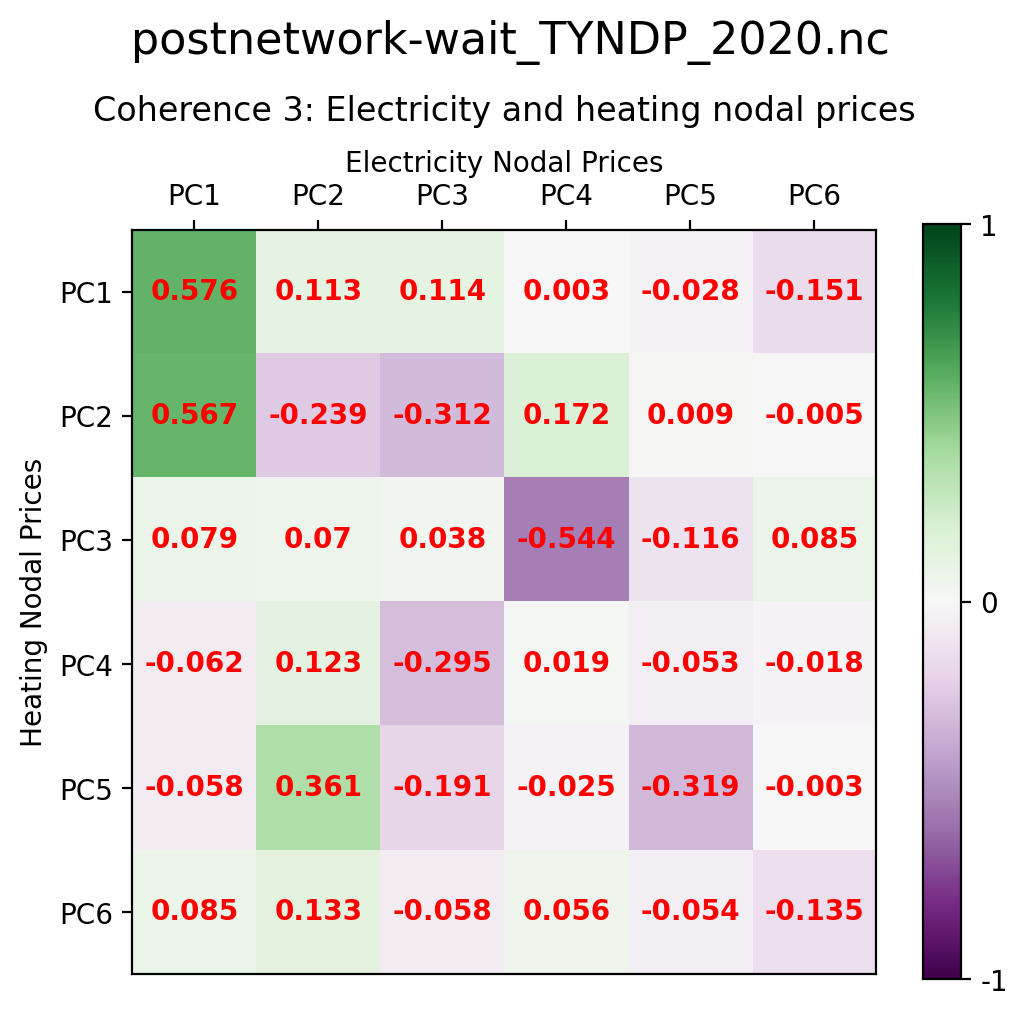 postnetwork-wait_TYNDP_2020.nc
Coherence 3: Electricity and heating nodal prices
Electricity Nodal Prices
PC1 PC2 PC3 PC4 PC5 PC6
Heating Nodal Prices
PC1 0.576 0.113 0.114 0.003 -0.028 -0.151
PC2 0.567 -0.239 -0.312 0.172 0.009 -0.005
PC3 0.079 0.07 0.038 -0.544 -0.116 0.085
PC4 -0.062 0.123 -0.295 0.019 -0.053 -0.018
PC5 -0.058 0.361 -0.191 -0.025 -0.319 -0.003
PC6 0.085 0.133 -0.058 0.056 -0.054 -0.135
1
0
-1